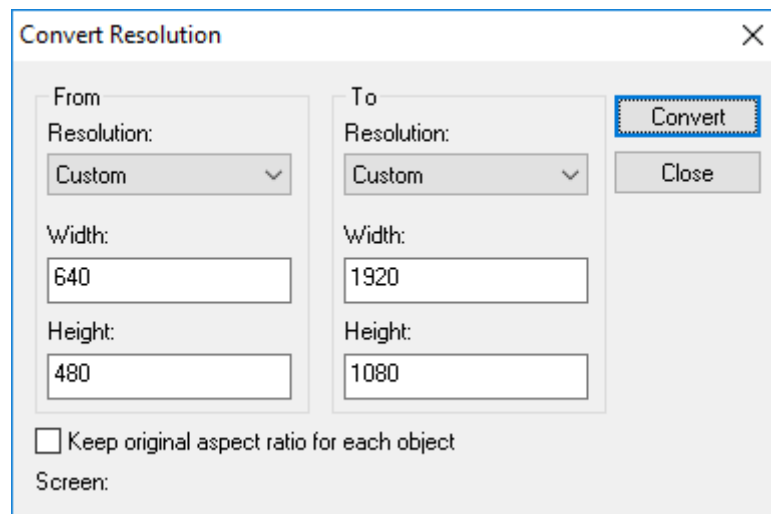 Convert Resolution
From
Resolution:
Custom
Width:
640
Height:
480
To
Resolution:
Custom
Width:
1920
Height:
1080
Convert
Close
Keep original aspect ratio for each object
Screen: